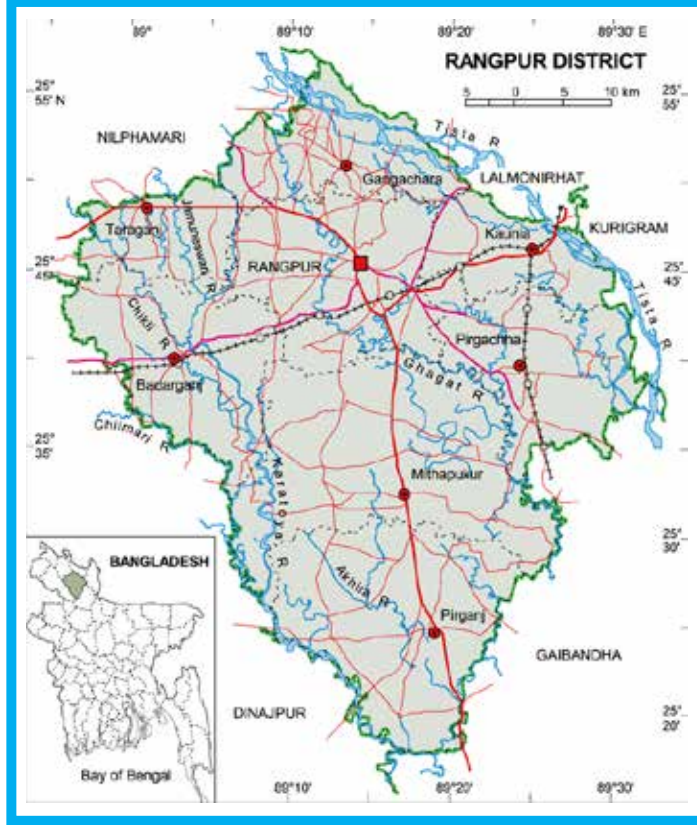 89° 89°10' 89°20' 89°30' E
RANGPUR DISTRICT
5 0 5 10 km
25°
55' N
25°
55'
NILPHAMARI
Tista R
Gangachara
LALMONIRHAT
Taragan
Jamuneswari R
Kaunia
KURIGRAM
RANGPUR
25°
45'
25°
45'
Tista R
Chikli R
Pirgachha
Badarganj
Ghagat R
Chilmari R
25°
35'
Karatoya R
Mithapukur
25°
30'
BANGLADESH
Akhira R
Pirganj
GAIBANDHA
DINAJPUR
25°
20'
Bay of Bengal
89°10' 89°20' 89°30'